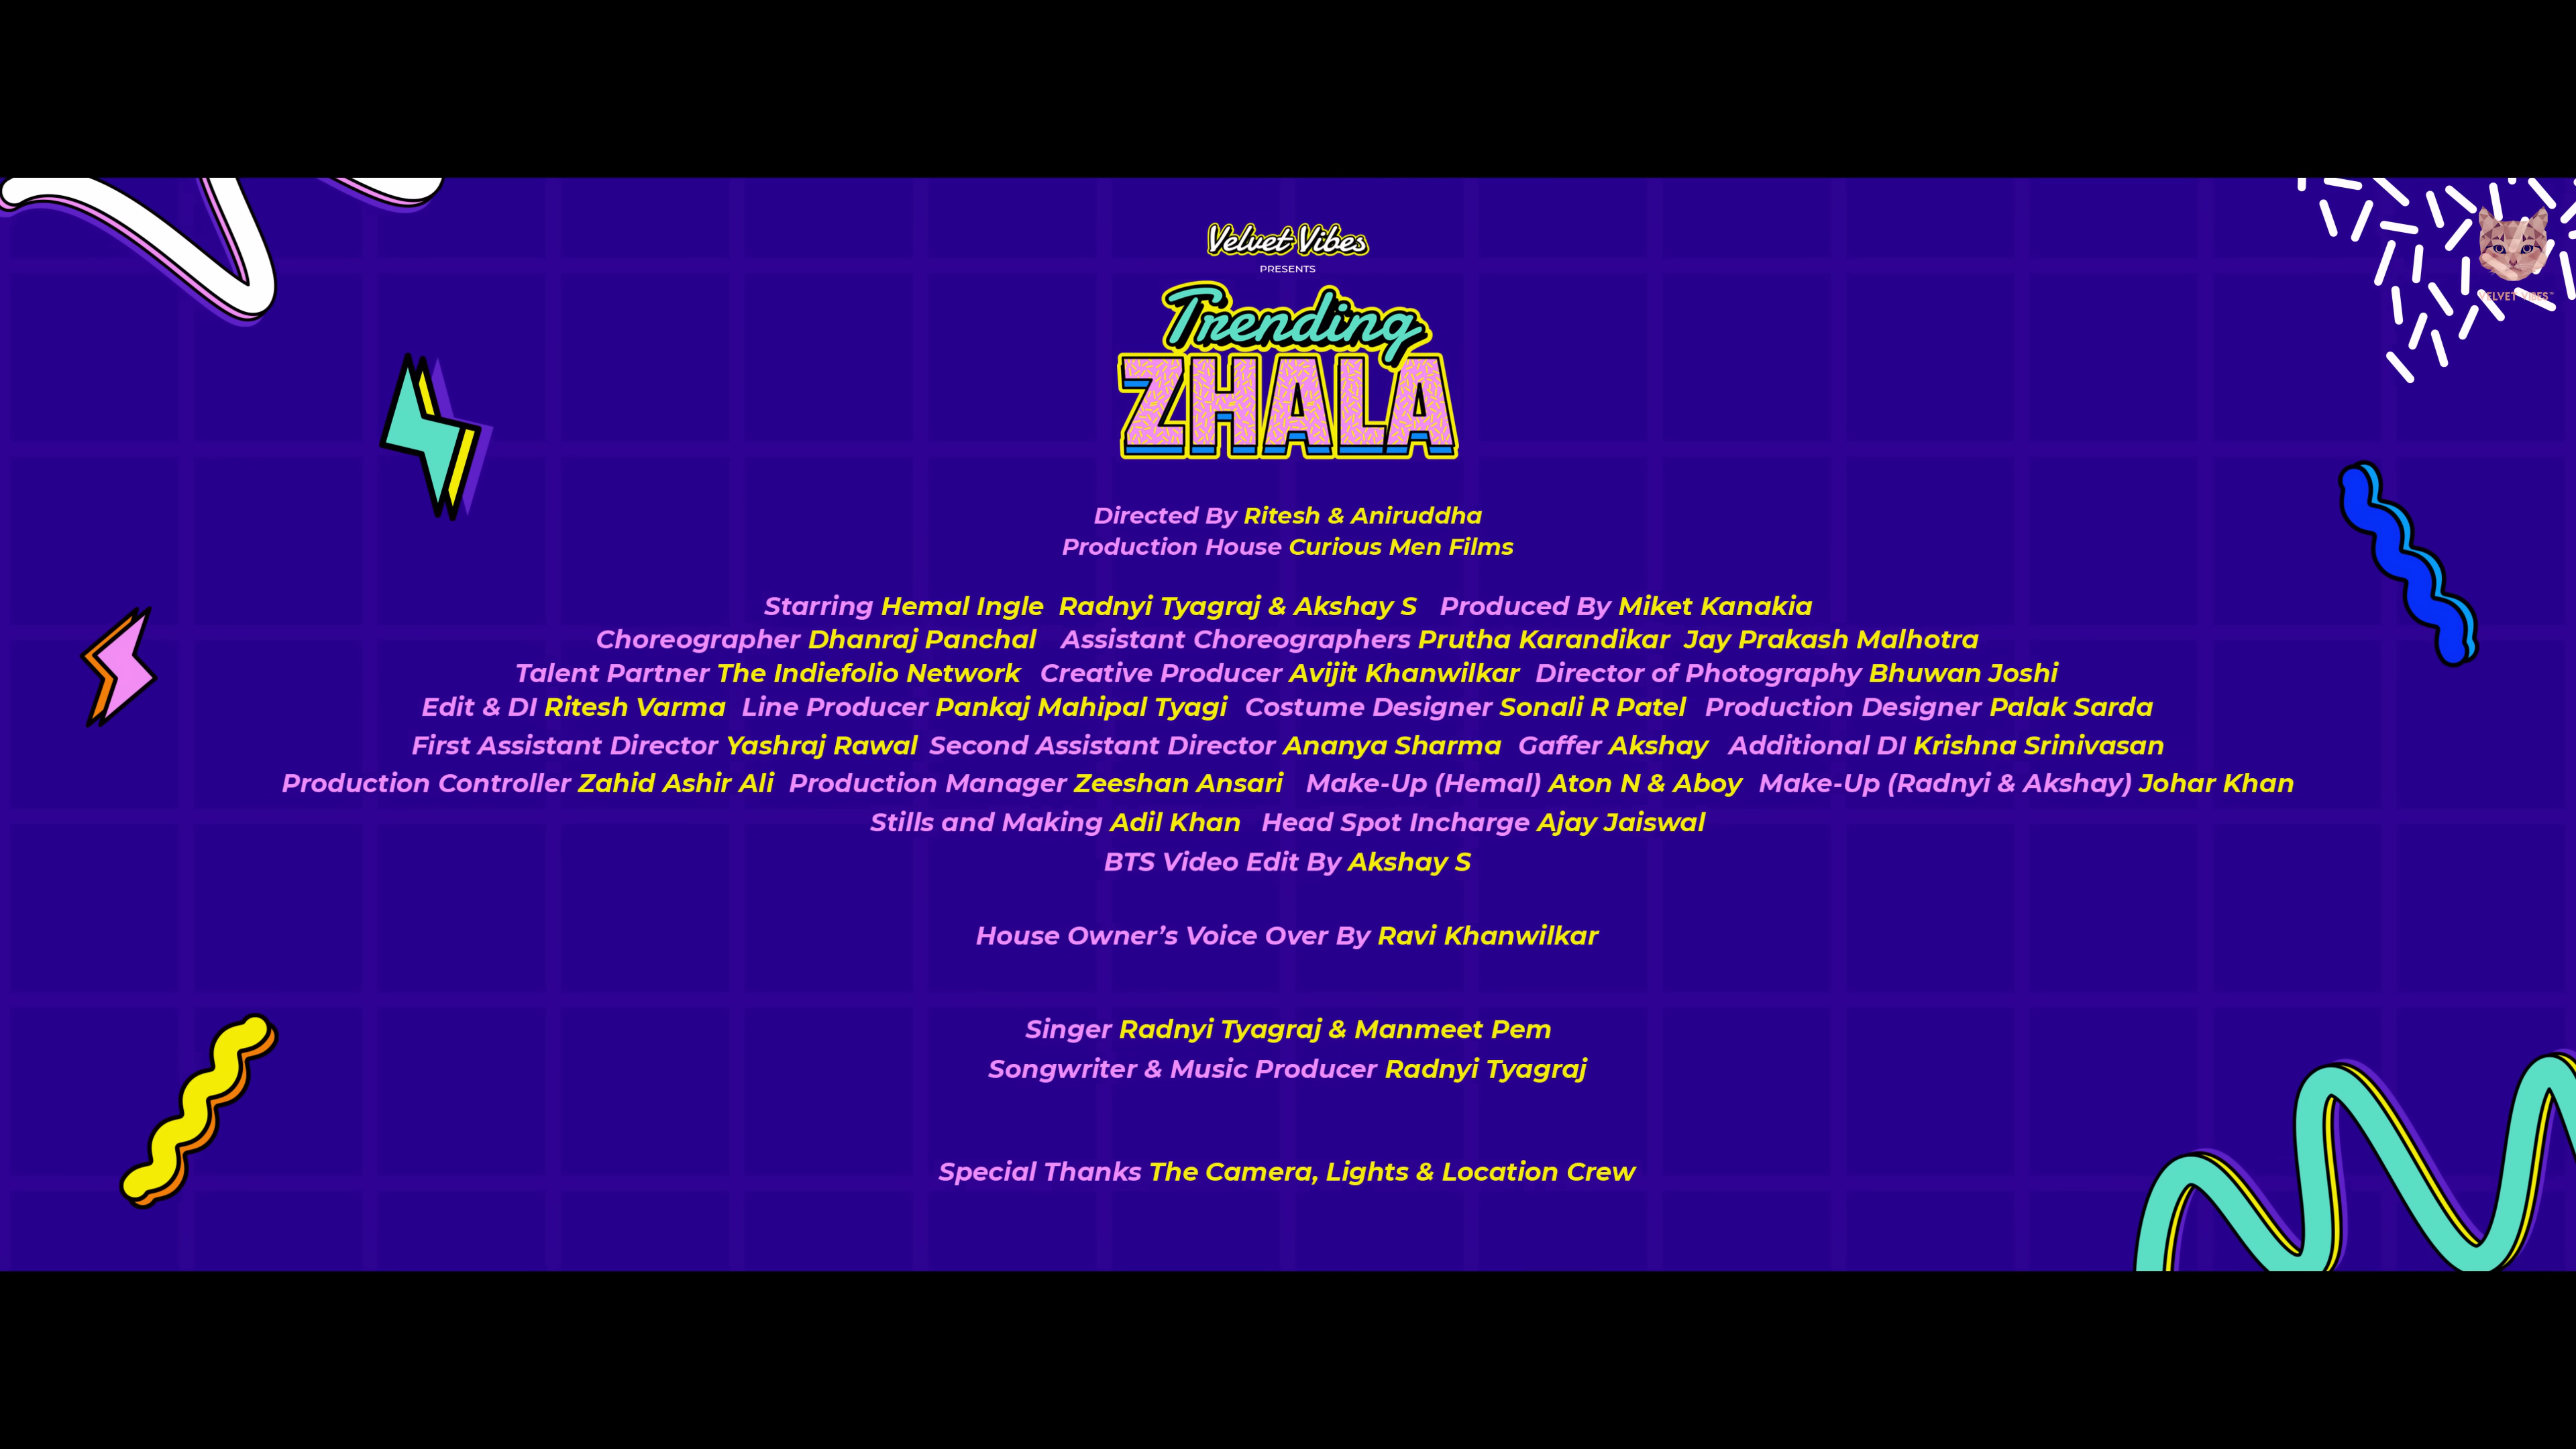 Velvet Vibes
PRESENTS
Trending
ZHALA
VELVET VIBES™
Directed By Ritesh & Aniruddha
Production House Curious Men Films
Starring Hemal Ingle Radnyi Tyagraj & Akshay S Produced By Miket Kanakia
Choreographer Dhanraj Panchal Assistant Choreographers Prutha Karandikar Jay Prakash Malhotra
Talent Partner The Indiefolio Network Creative Producer Avijit Khanwilkar Director of Photography Bhuwan Joshi
Edit & DI Ritesh Varma Line Producer Pankaj Mahipal Tyagi Costume Designer Sonali R Patel Production Designer Palak Sarda
First Assistant Director Yashraj Rawal Second Assistant Director Ananya Sharma Gaffer Akshay Additional DI Krishna Srinivasan
Production Controller Zahid Ashir Ali Production Manager Zeeshan Ansari Make-Up (Hemal) Aton N & Aboy Make-Up (Radnyi & Akshay) Johar Khan
Stills and Making Adil Khan Head Spot Incharge Ajay Jaiswal
BTS Video Edit By Akshay S
House Owner’s Voice Over By Ravi Khanwilkar
Singer Radnyi Tyagraj & Manmeet Pem
Songwriter & Music Producer Radnyi Tyagraj
Special Thanks The Camera, Lights & Location Crew